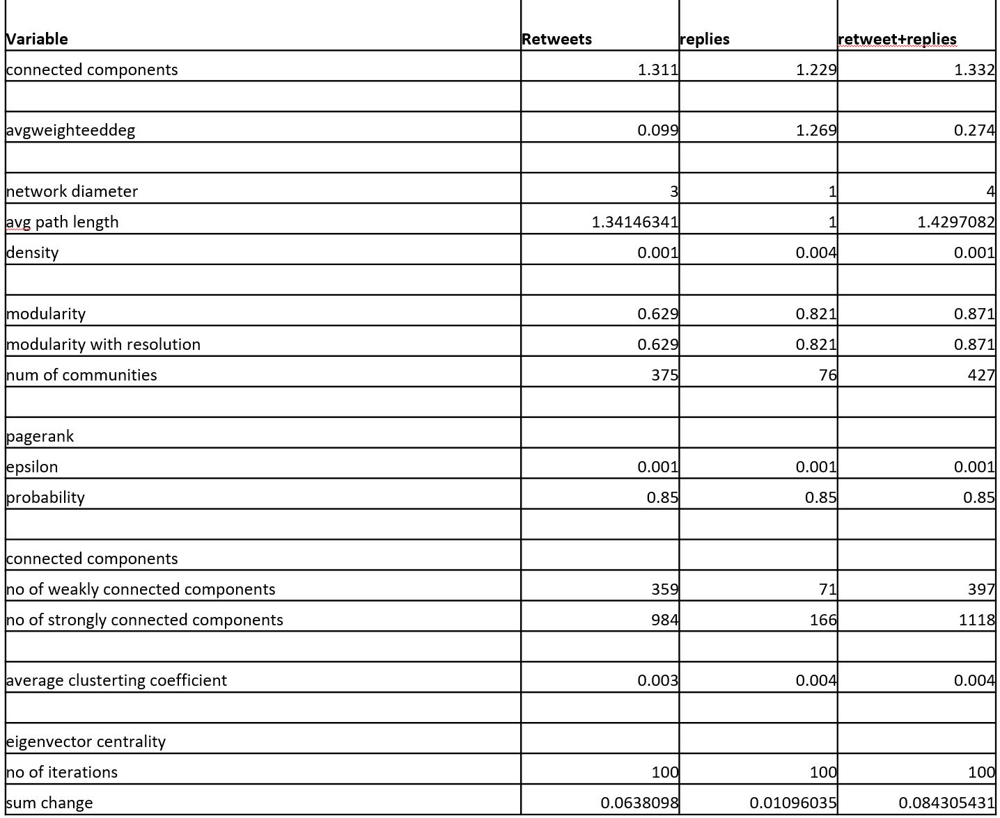 Variable Retweets replies retweet+replies
connected components 1.311 1.229 1.332
avgweighteeddeg 0.099 1.269 0.274
network diameter 3 1 4
avg path length 1.34146341 1 1.4297082
density 0.001 0.004 0.001
modularity 0.629 0.821 0.871
modularity with resolution 0.629 0.821 0.871
num of communities 375 76 427
pagerank
epsilon 0.001 0.001 0.001
probability 0.85 0.85 0.85
connected components
no of weakly connected components 359 71 397
no of strongly connected components 984 166 1118
average clusterting coefficient 0.003 0.004 0.004
eigenvector centrality
no of iterations 100 100 100
sum change 0.0638098 0.01096035 0.084305431